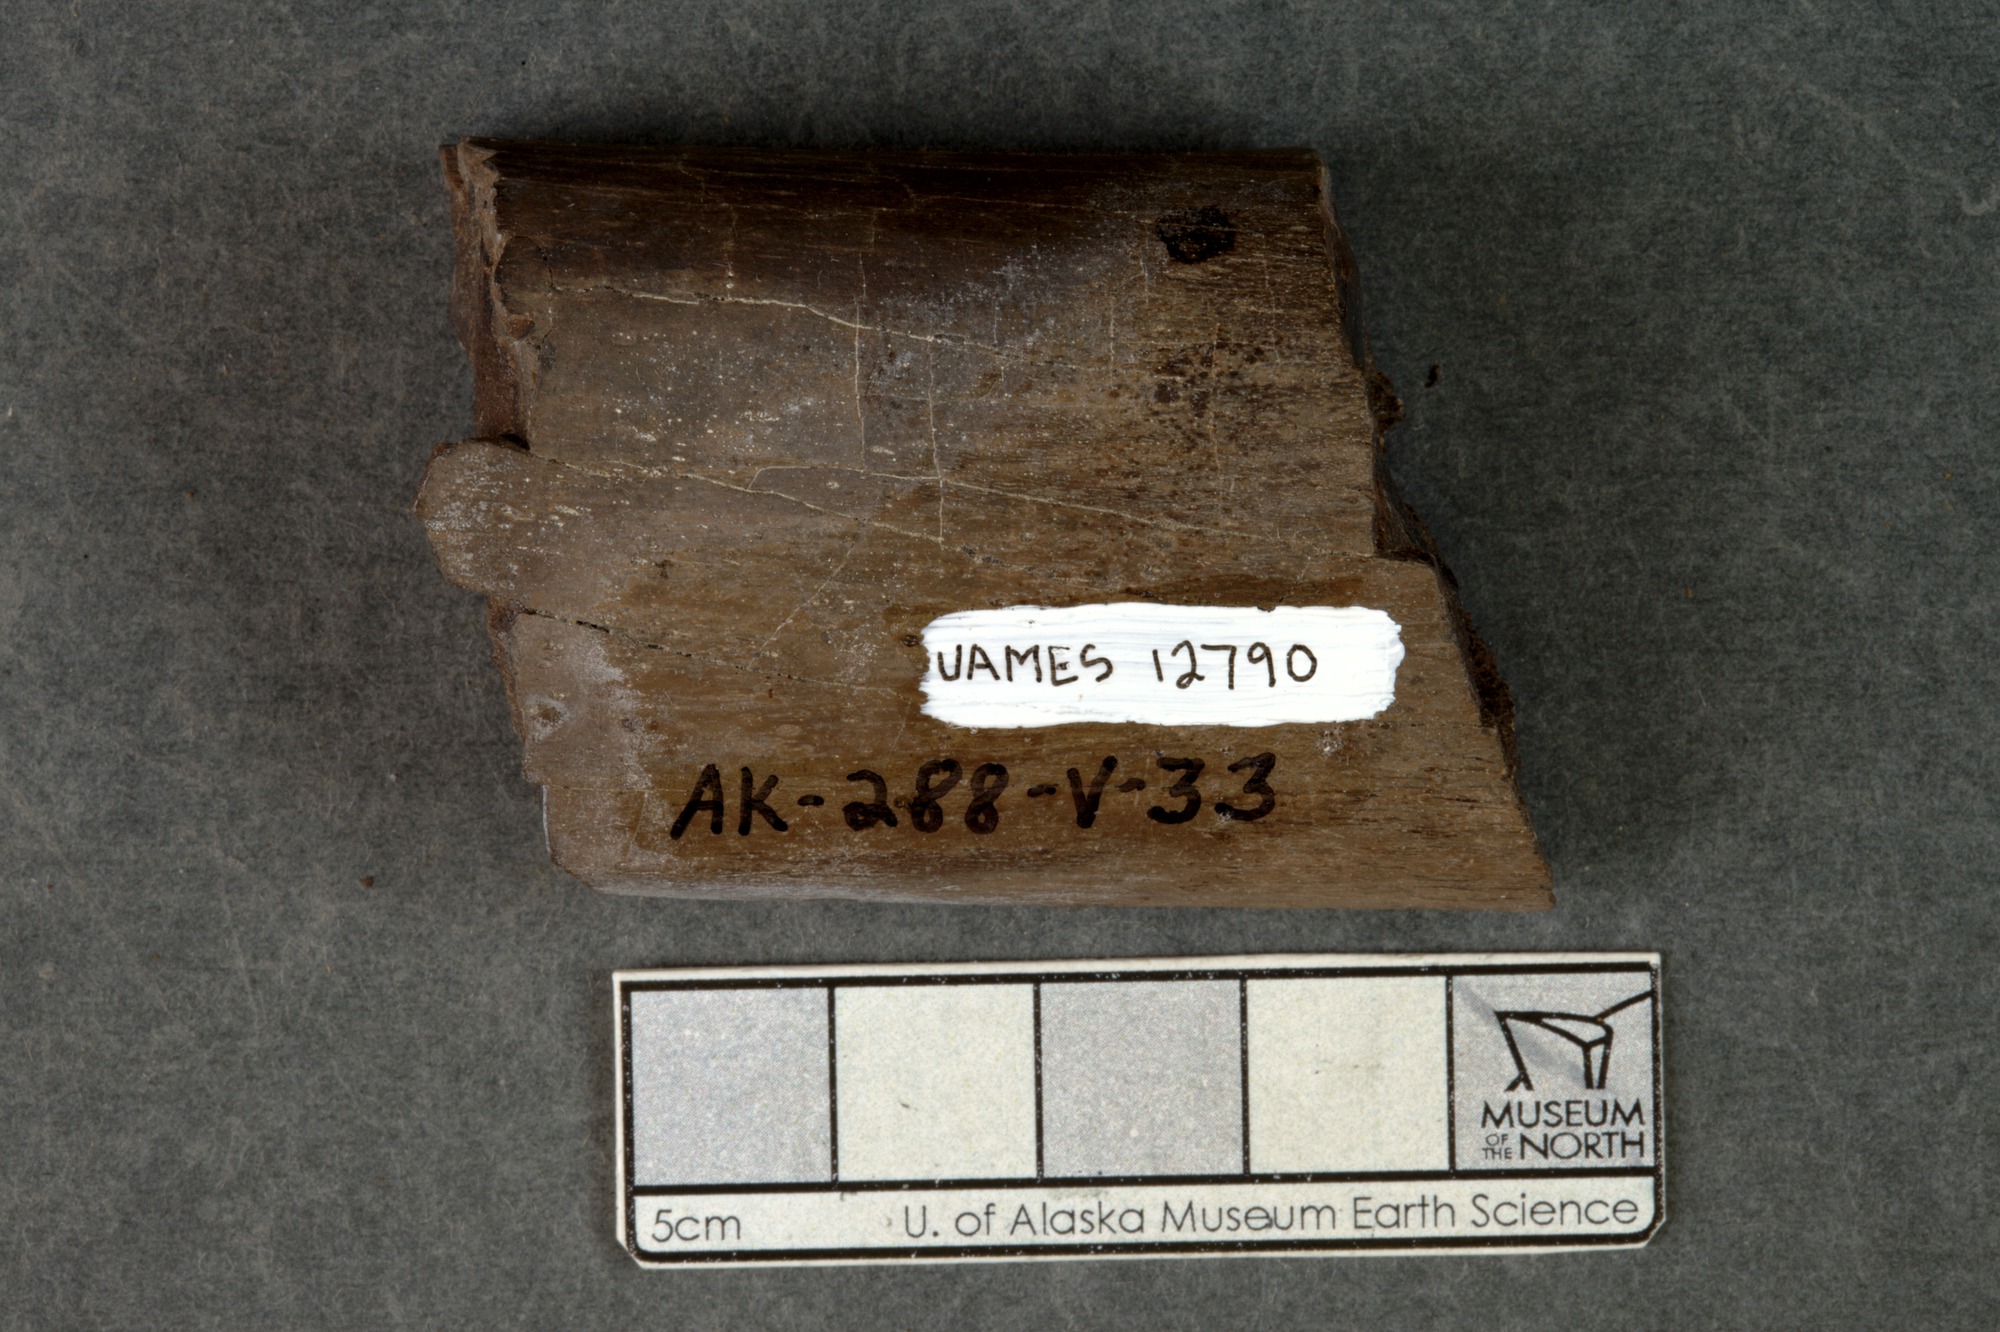 UAMES 12790
AK-288-V-33
MUSEUM
OF THE NORTH
5cm U. of Alaska Museum Earth Science